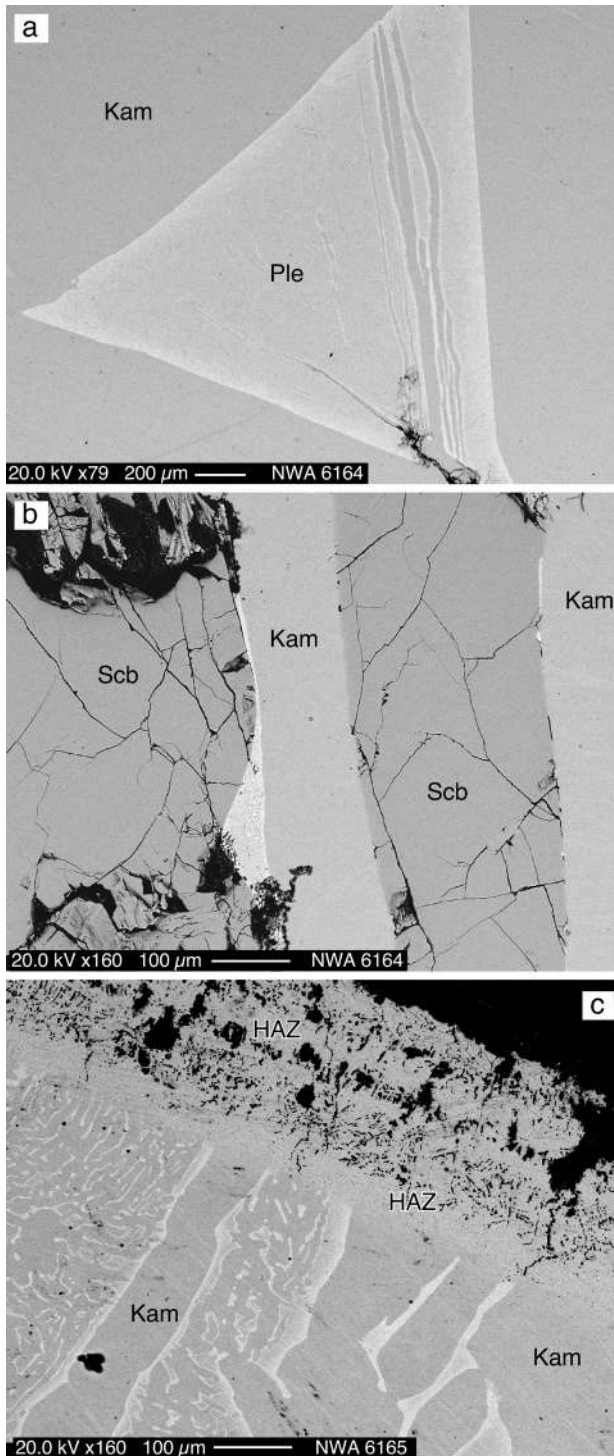 a
Kam
Ple
20.0 kV x79 200 µm NWA 6164
b
Kam
Kam
Scb
Scb
20.0 kV x160 100 µm NWA 6164
c
HAZ
HAZ
Kam
Kam
20.0 kV x160 100 µm NWA 6165